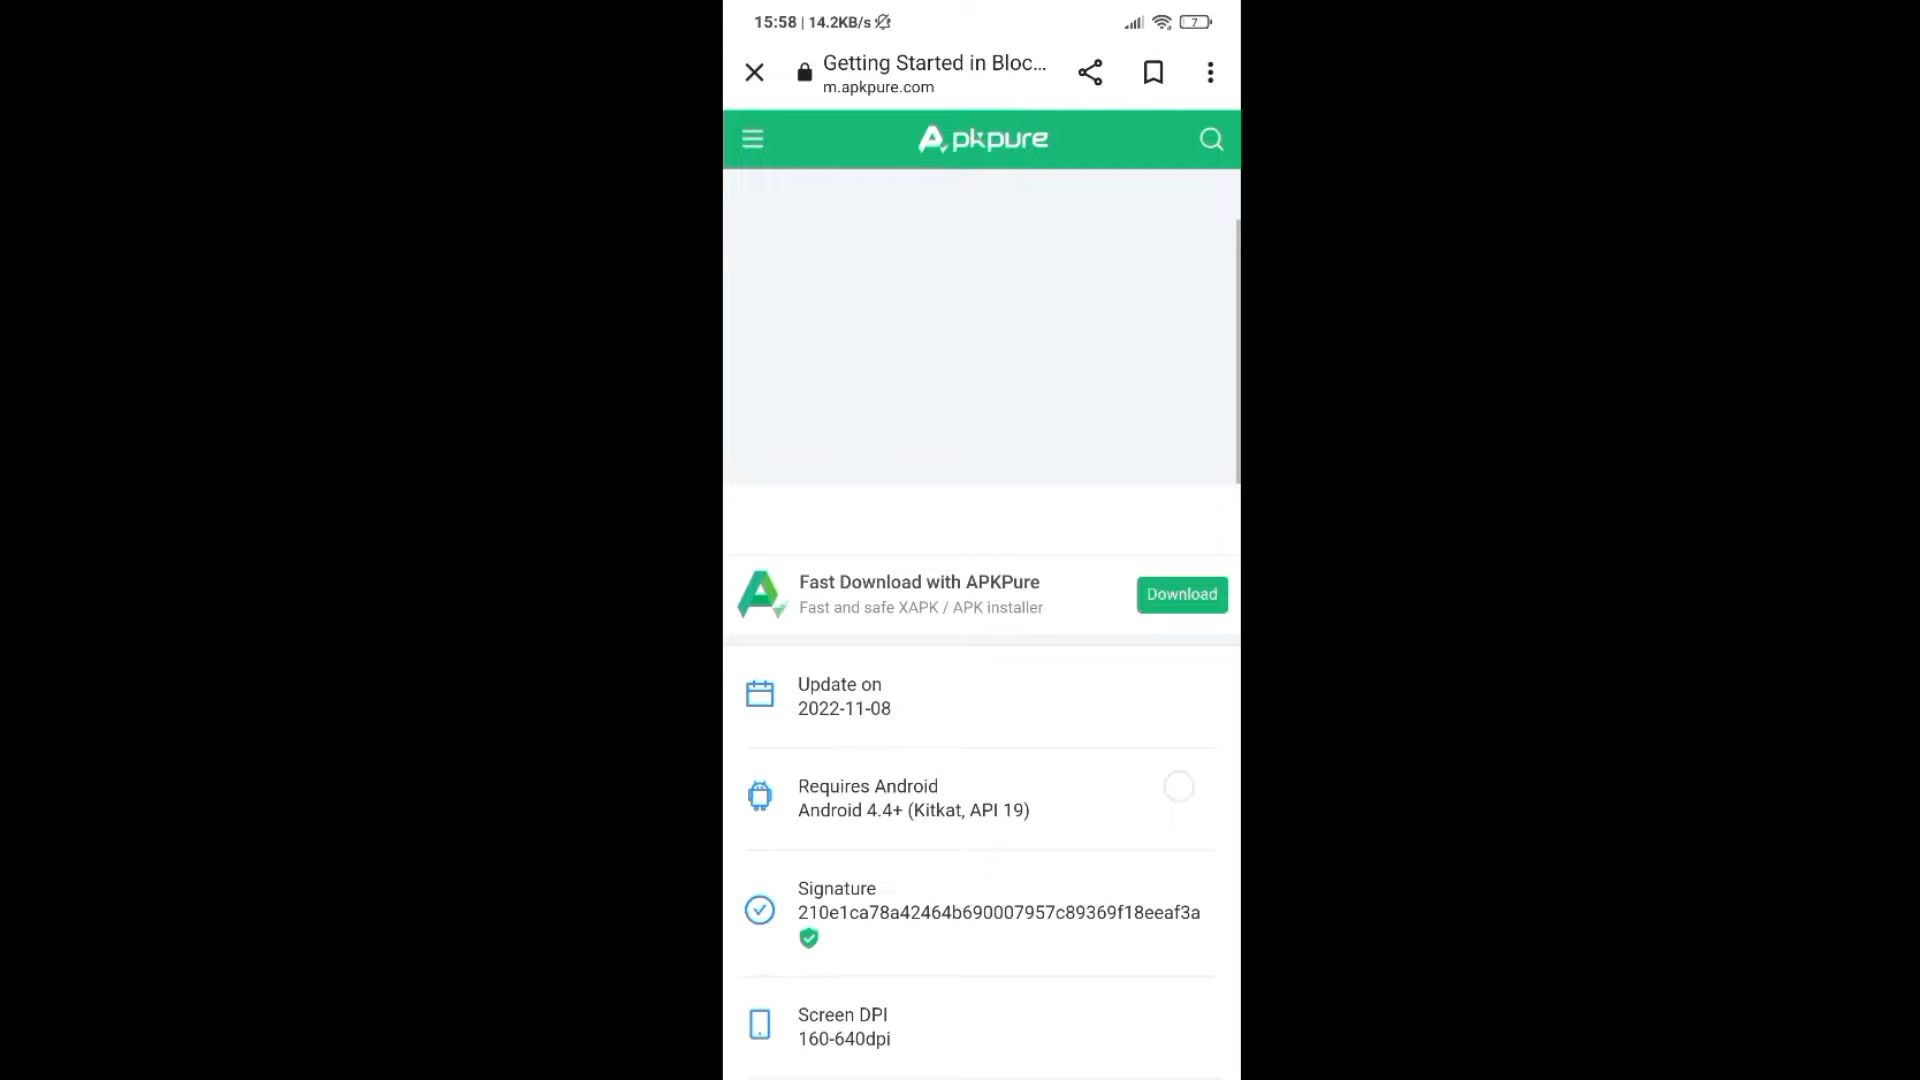 15:58 | 14.2KB/s
7
Getting Started in Bloc...
m.apkpure.com
Apkpure
Fast Download with APKPure
Fast and safe XAPK / APK installer
Download
Update on
2022-11-08
Requires Android
Android 4.4+ (Kitkat, API 19)
Signature
210e1ca78a42464b690007957c89369f18eeaf3a
Screen DPI
160-640dpi